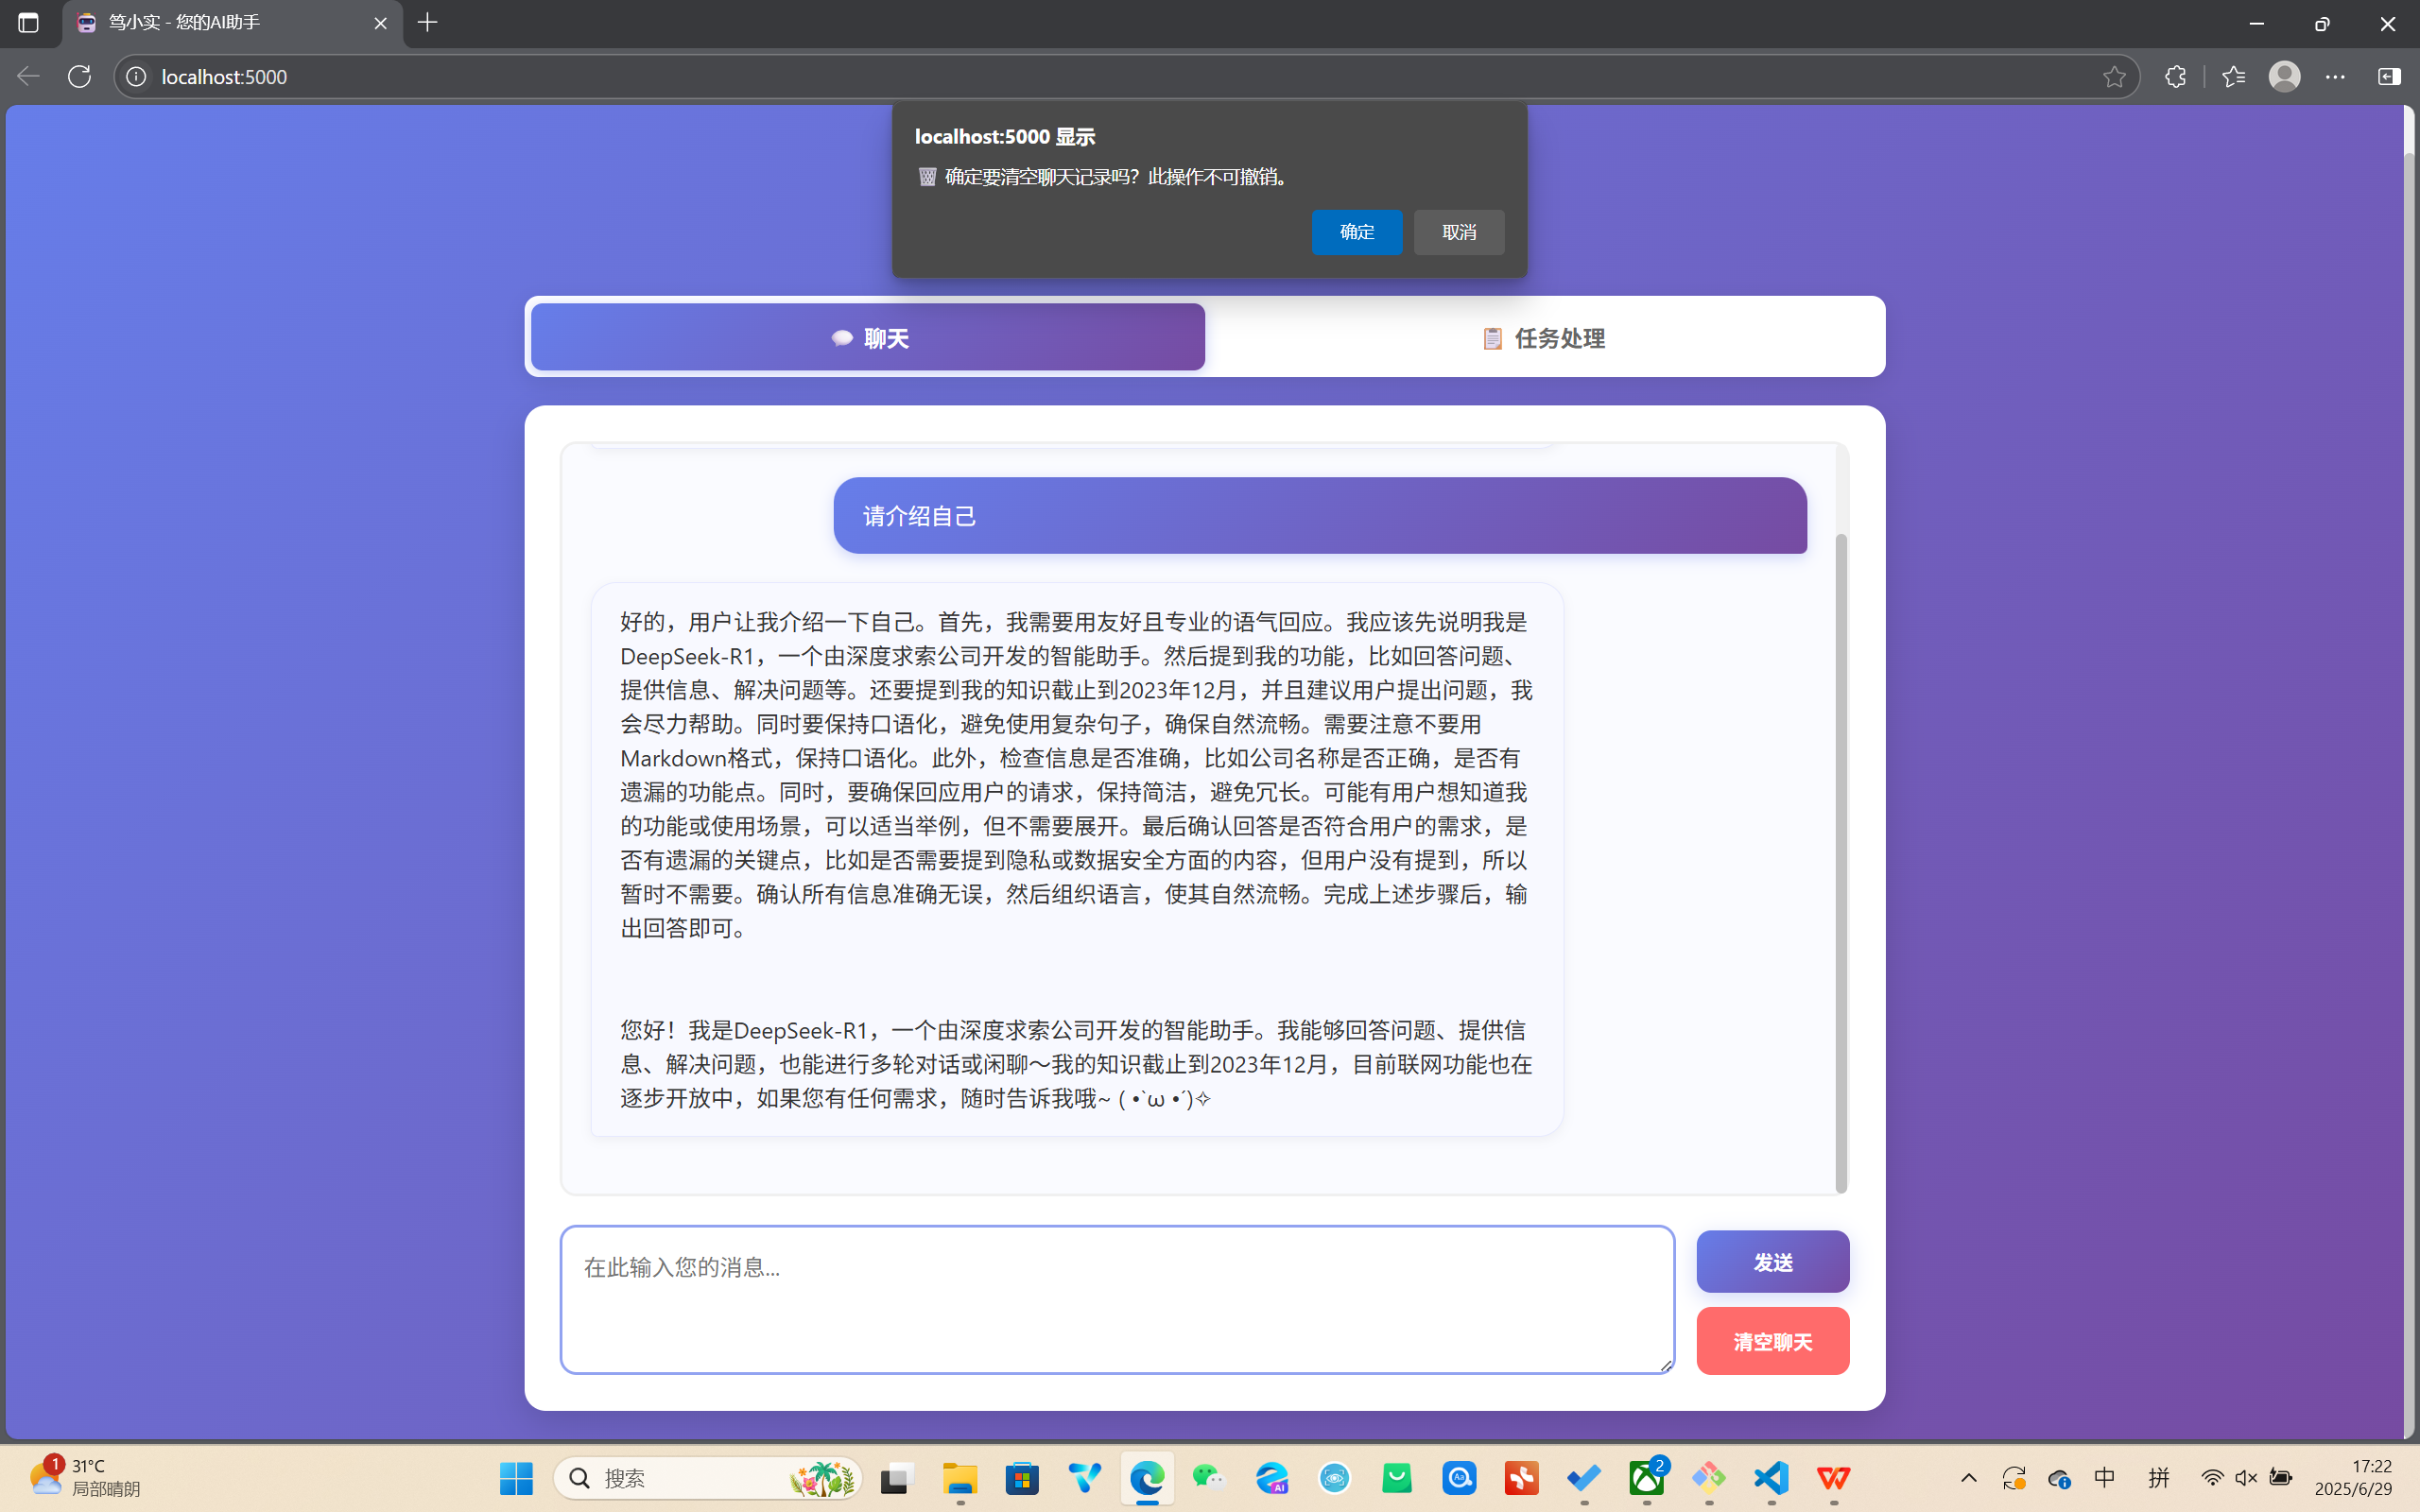 笃小实 - 您的AI助手
localhost:5000
localhost:5000 显示
🗑️ 确定要清空聊天记录吗？此操作不可撤销。
确定
取消
💬 聊天
📋 任务处理
请介绍自己
好的，用户让我介绍一下自己。首先，我需要用友好且专业的语气回应。我应该先说明我是
DeepSeek-R1，一个由深度求索公司开发的智能助手。然后提到我的功能，比如回答问题、
提供信息、解决问题等。还要提到我的知识截止到2023年12月，并且建议用户提出问题，我
会尽力帮助。同时要保持口语化，避免使用复杂句子，确保自然流畅。需要注意不要用
Markdown格式，保持口语化。此外，检查信息是否准确，比如公司名称是否正确，是否有
遗漏的功能点。同时，要确保回应用户的请求，保持简洁，避免冗长。可能有用户想知道我
的功能或使用场景，可以适当举例，但不需要展开。最后确认回答是否符合用户的需求，是
否有遗漏的关键点，比如是否需要提到隐私或数据安全方面的内容，但用户没有提到，所以
暂时不需要。确认所有信息准确无误，然后组织语言，使其自然流畅。完成上述步骤后，输
出回答即可。
您好！我是DeepSeek-R1，一个由深度求索公司开发的智能助手。我能够回答问题、提供信
息、解决问题，也能进行多轮对话或闲聊～我的知识截止到2023年12月，目前联网功能也在
逐步开放中，如果您有任何需求，随时告诉我哦~ ( •̀ω •́ )✧
在此输入您的消息...
发送
清空聊天
1
31°C
局部晴朗
搜索
AI
Aa
2
中
拼
17:22
2025/6/29